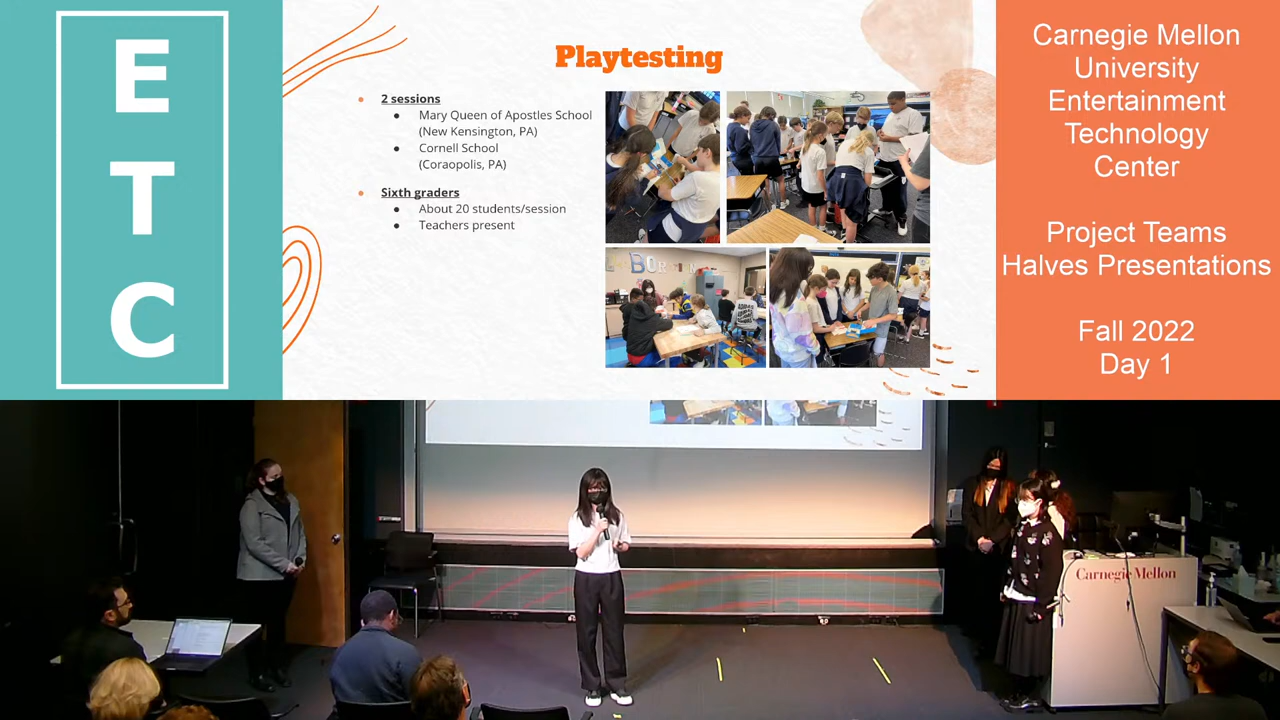 E
T
C
Playtesting
2 sessions
Mary Queen of Apostles School
(New Kensington, PA)
Cornell School
(Coraopolis, PA)
Sixth graders
About 20 students/session
Teachers present
Carnegie Mellon
University
Entertainment
Technology
Center
Project Teams
Halves Presentations
Fall 2022
Day 1
Carnegie Mellon